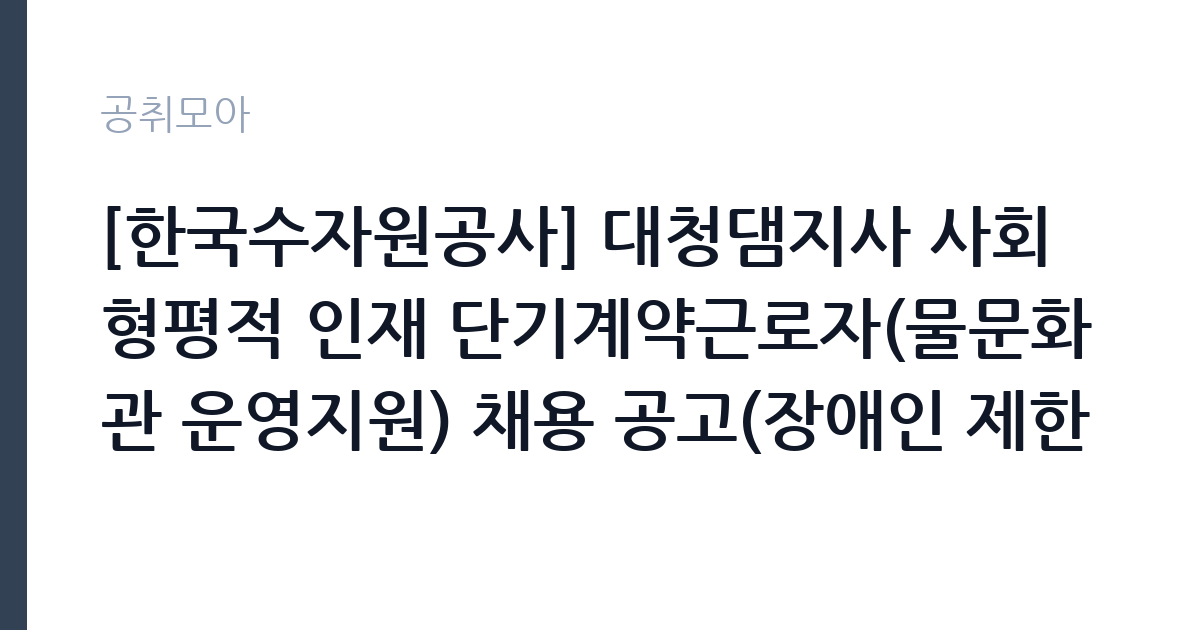 공취모아
[한국수자원공사] 대청댐지사 사회
형평적 인재 단기계약근로자(물문화
관 운영지원) 채용 공고(장애인 제한